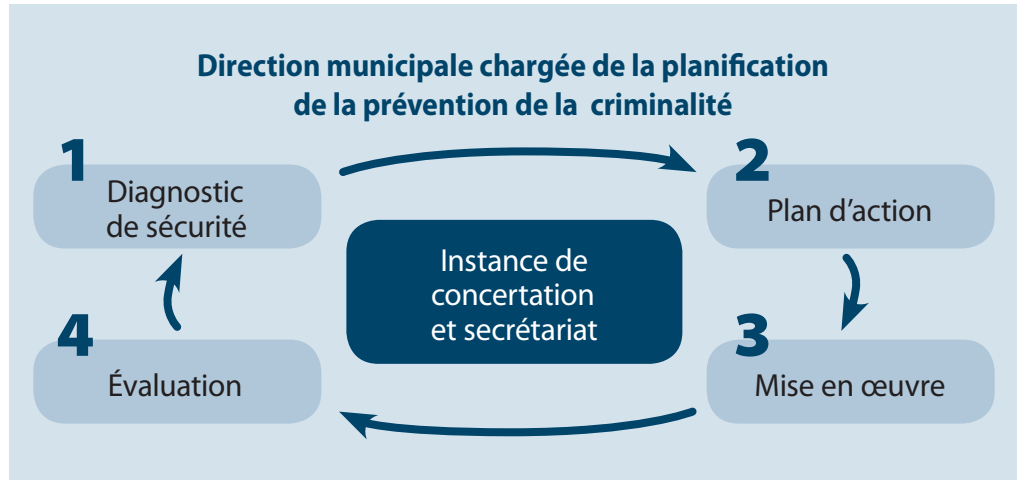 Direction municipale chargée de la planification
de la prévention de la criminalité
1
Diagnostic
de sécurité
2
Plan d’action
Instance de
concertation
et secrétariat
4
Évaluation
3
Mise en œuvre